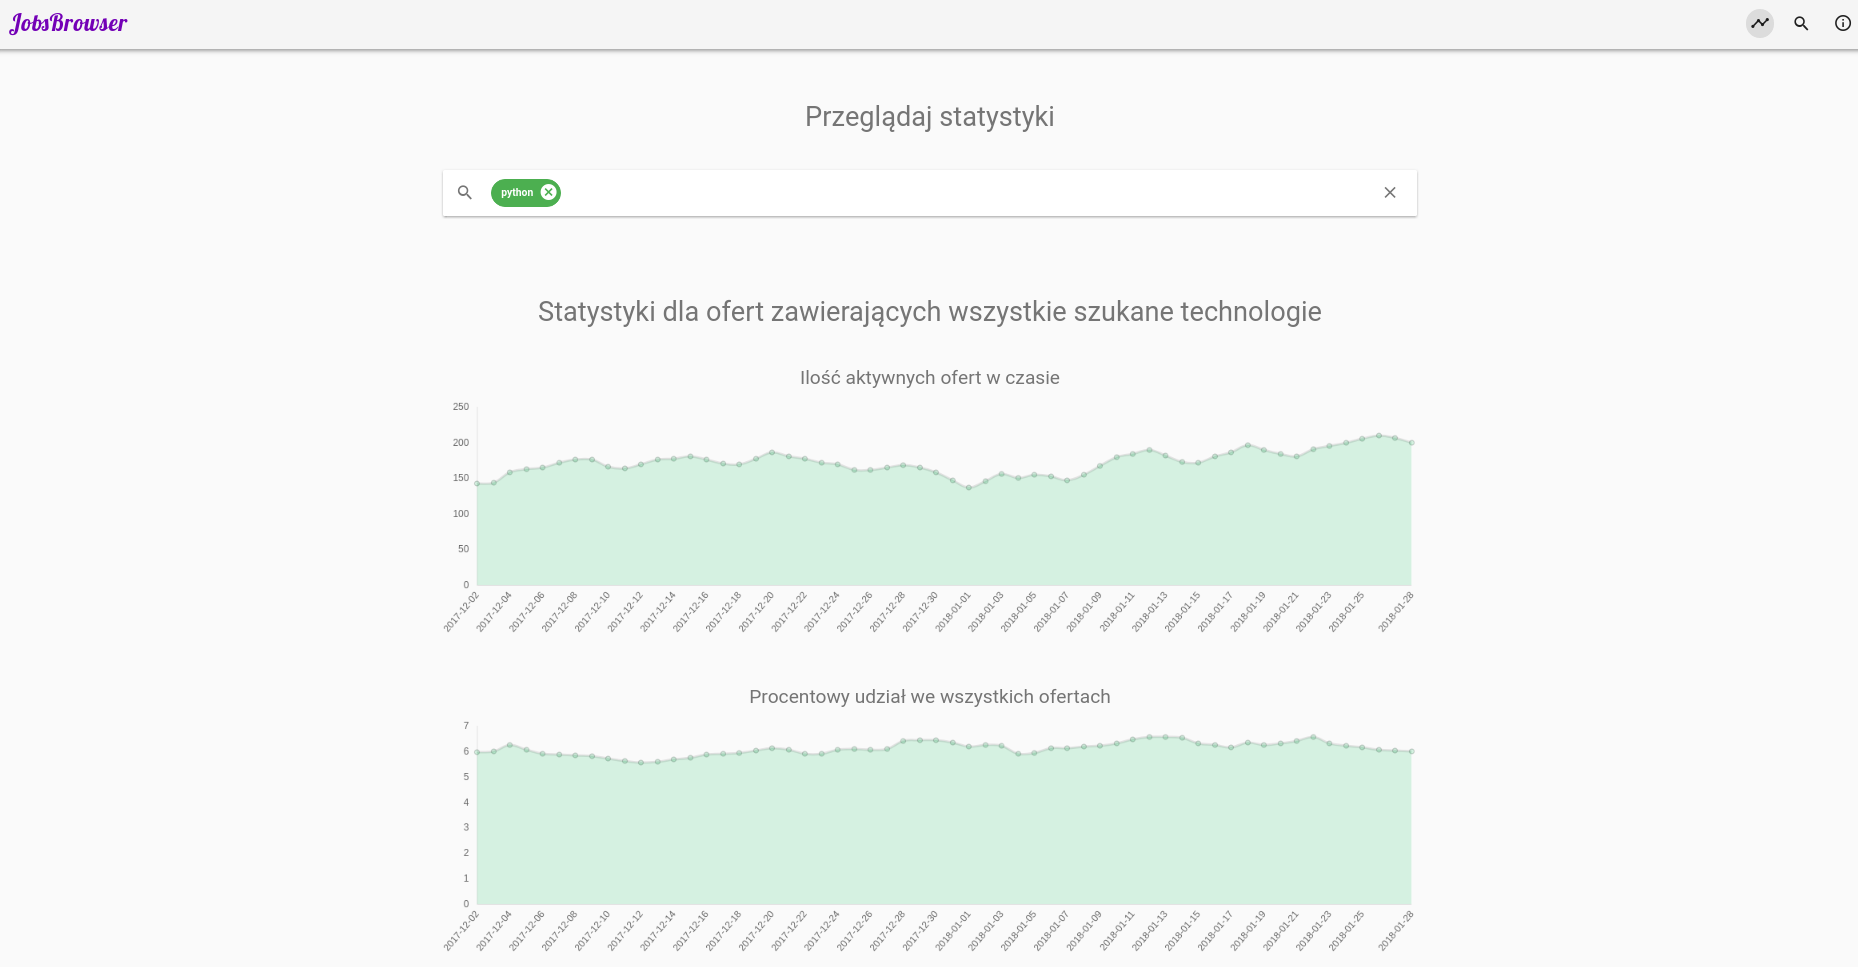 JobsBrowser
Przeglądaj statystyki
python
Statystyki dla ofert zawierających wszystkie szukane technologie
Ilość aktywnych ofert w czasie
250
200
150
100
50
0
2017-12-02 2017-12-04 2017-12-06 2017-12-08 2017-12-10 2017-12-12 2017-12-14 2017-12-16 2017-12-18 2017-12-20 2017-12-22 2017-12-24 2017-12-26 2017-12-28 2017-12-30 2018-01-01 2018-01-03 2018-01-05 2018-01-07 2018-01-09 2018-01-11 2018-01-13 2018-01-15 2018-01-17 2018-01-19 2018-01-21 2018-01-23 2018-01-25 2018-01-28
Procentowy udział we wszystkich ofertach
7
6
5
4
3
2
1
0
2017-12-02 2017-12-04 2017-12-06 2017-12-08 2017-12-10 2017-12-12 2017-12-14 2017-12-16 2017-12-18 2017-12-20 2017-12-22 2017-12-24 2017-12-26 2017-12-28 2017-12-30 2018-01-01 2018-01-03 2018-01-05 2018-01-07 2018-01-09 2018-01-11 2018-01-13 2018-01-15 2018-01-17 2018-01-19 2018-01-21 2018-01-23 2018-01-25 2018-01-28